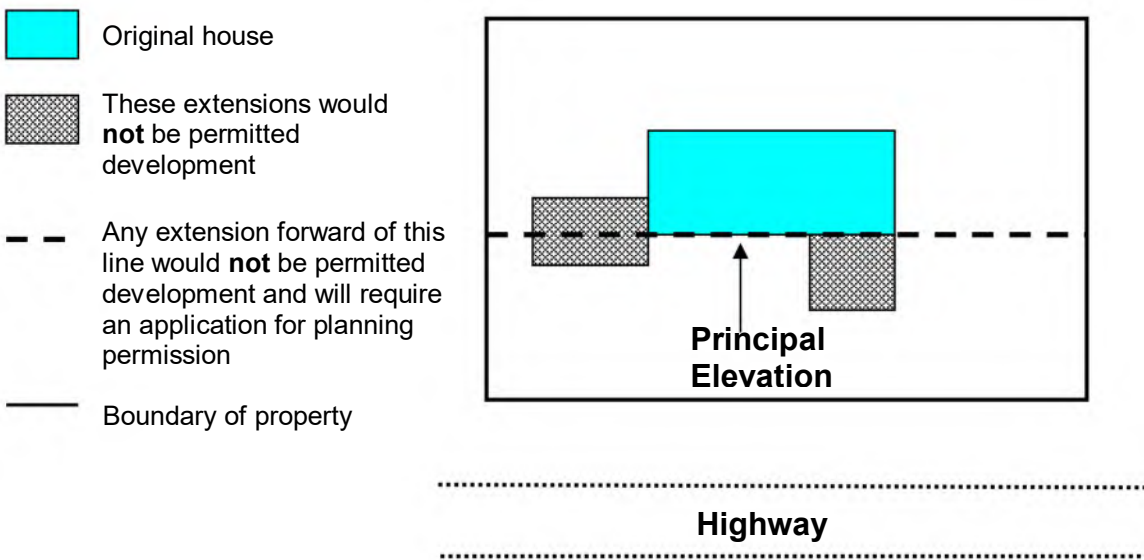 Original house
These extensions would
not be permitted
development
Any extension forward of this
line would not be permitted
development and will require
an application for planning
permission
Boundary of property
Principal
Elevation
Highway